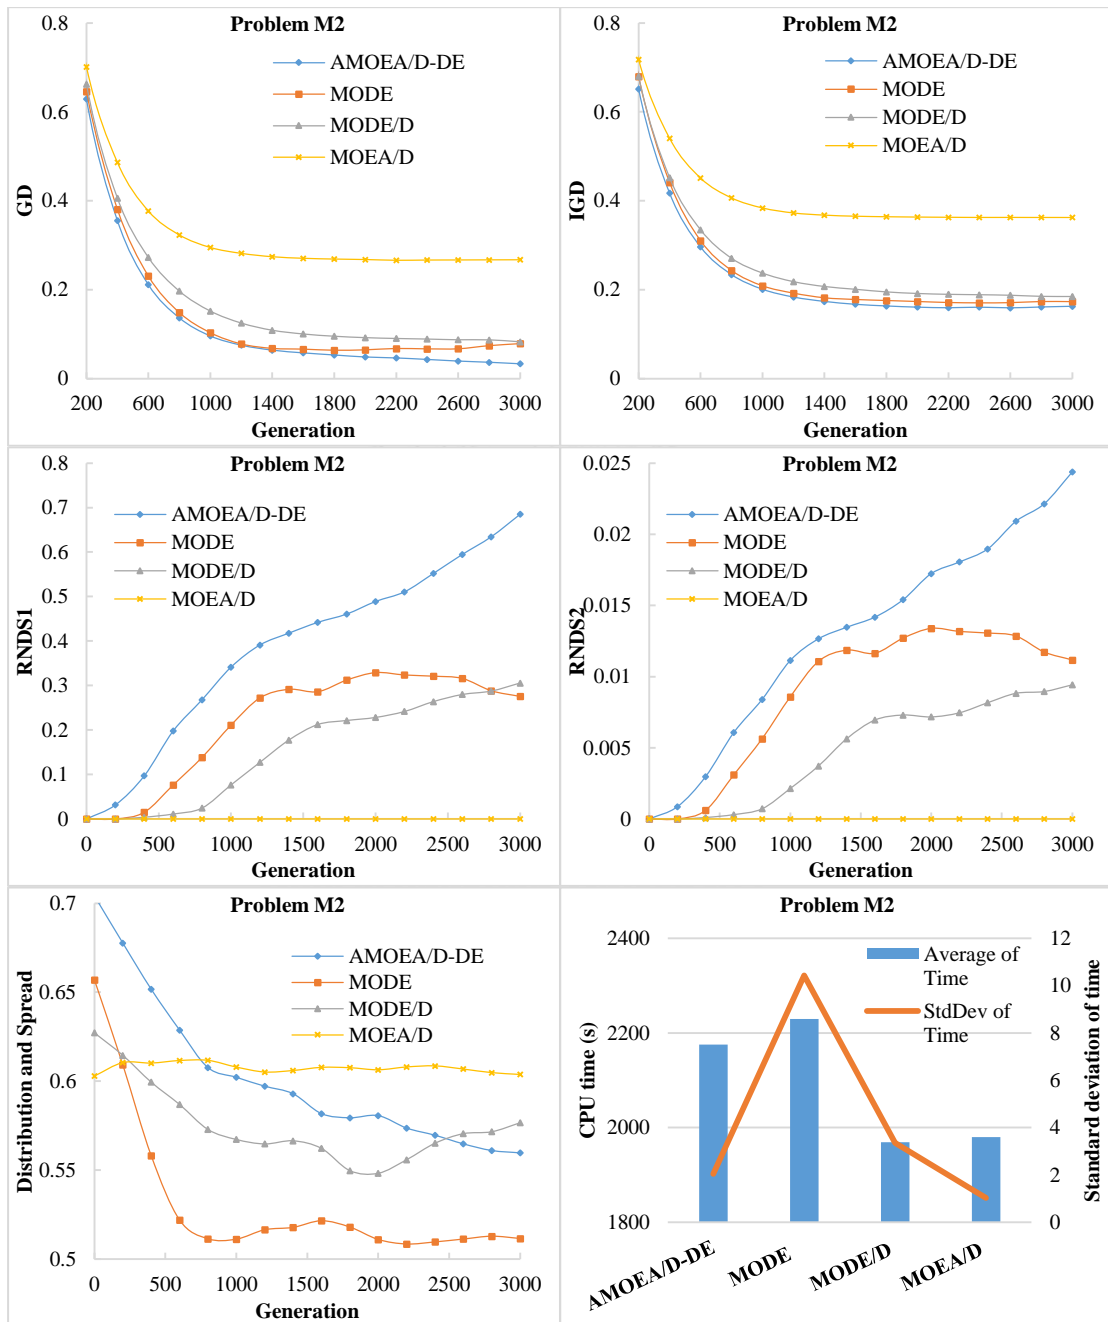 Problem M2
0.8
0.6
0.4
0.2
0
GD
AMOEA/D-DE
MODE
MODE/D
MOEA/D
200 600 1000 1400 1800 2200 2600 3000
Generation
Problem M2
0.8
0.6
0.4
0.2
0
IGD
AMOEA/D-DE
MODE
MODE/D
MOEA/D
200 600 1000 1400 1800 2200 2600 3000
Generation
Problem M2
0.8
0.7
0.6
0.5
0.4
0.3
0.2
0.1
0
RNDS1
AMOEA/D-DE
MODE
MODE/D
MOEA/D
0 500 1000 1500 2000 2500 3000
Generation
Problem M2
0.025
0.02
0.015
0.01
0.005
0
RNDS2
AMOEA/D-DE
MODE
MODE/D
MOEA/D
0 500 1000 1500 2000 2500 3000
Generation
Problem M2
0.7
0.65
0.6
0.55
0.5
Distribution and Spread
AMOEA/D-DE
MODE
MODE/D
MOEA/D
0 500 1000 1500 2000 2500 3000
Generation
Problem M2
2400
2200
2000
1800
CPU time (s)
Average of
Time
StdDev of
Time
12
10
8
6
4
2
0
Standard deviation of time
AMOEA/D-DE
MODE
MODE/D
MOEA/D